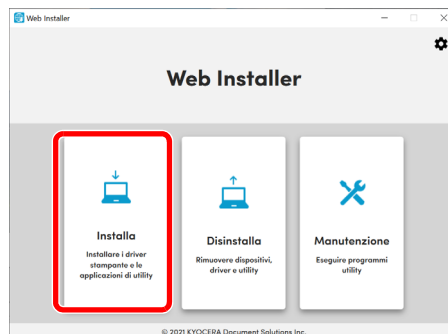 Web Installer
Web Installer
Installa
Installare i driver
stampante e le
applicazioni di utility
Disinstalla
Rimuovere dispositivi,
driver e utility
Manutenzione
Eseguire programmi
utility
© 2021 KYOCERA Document Solutions Inc.